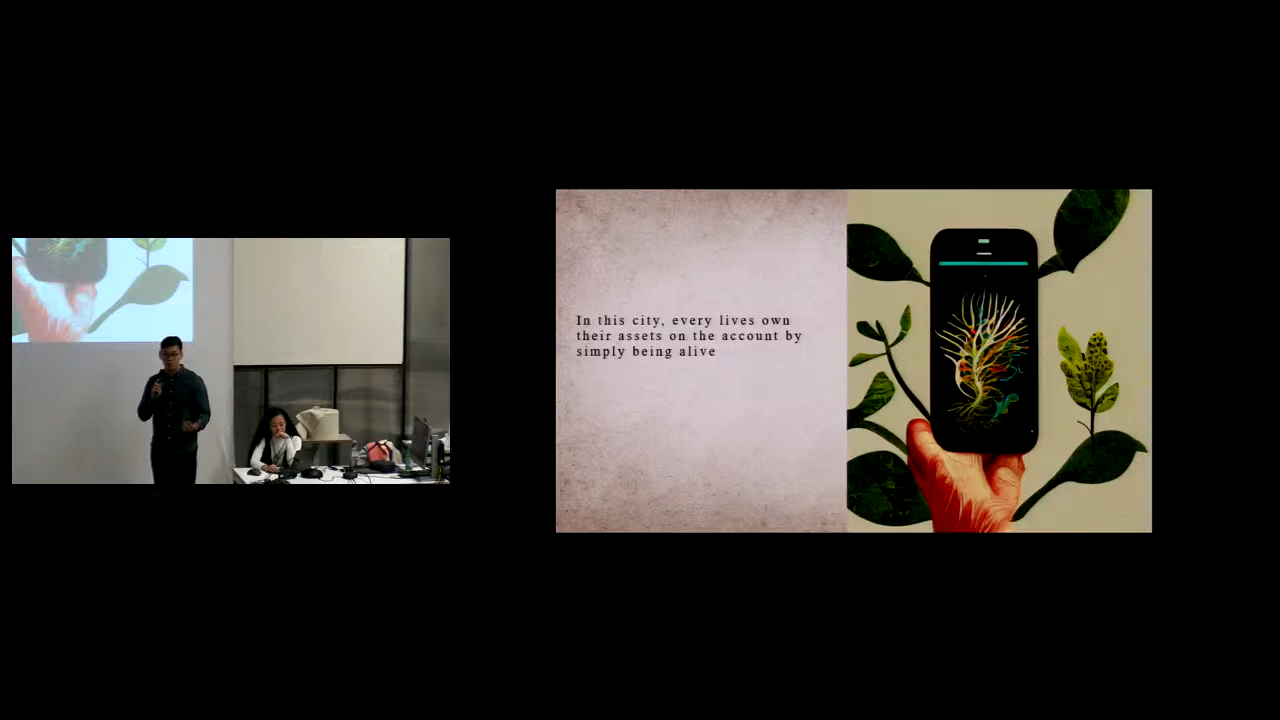 In this city, every lives own
their assets on the account by
simply being alive